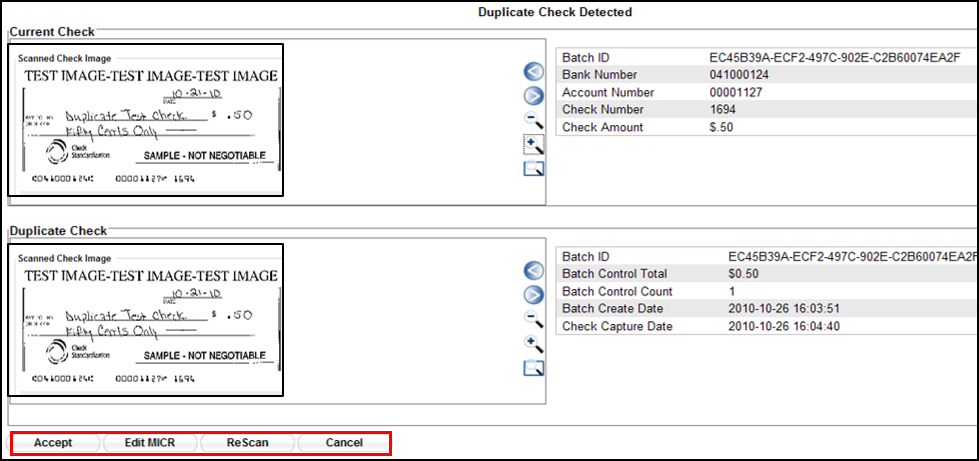 Duplicate Check Detected
Current Check
Scanned Check Image
TEST IMAGE-TEST IMAGE-TEST IMAGE
10-21-10
DATE
Duplicate Test Check $ .50
Fifty Cents Only
Check
Standardization
SAMPLE - NOT NEGOTIABLE
C041000124C 00001127 1694
Batch ID EC45B39A-ECF2-497C-902E-C2B60074EA2F
Bank Number 041000124
Account Number 00001127
Check Number 1694
Check Amount $.50
Duplicate Check
Scanned Check Image
TEST IMAGE-TEST IMAGE-TEST IMAGE
10-21-10
DATE
Duplicate Test Check $ .50
Fifty Cents Only
Check
Standardization
SAMPLE - NOT NEGOTIABLE
C041000124C 00001127 1694
Batch ID EC45B39A-ECF2-497C-902E-C2B60074EA2F
Batch Control Total $0.50
Batch Control Count 1
Batch Create Date 2010-10-26 16:03:51
Check Capture Date 2010-10-26 16:04:40
Accept Edit MICR ReScan Cancel